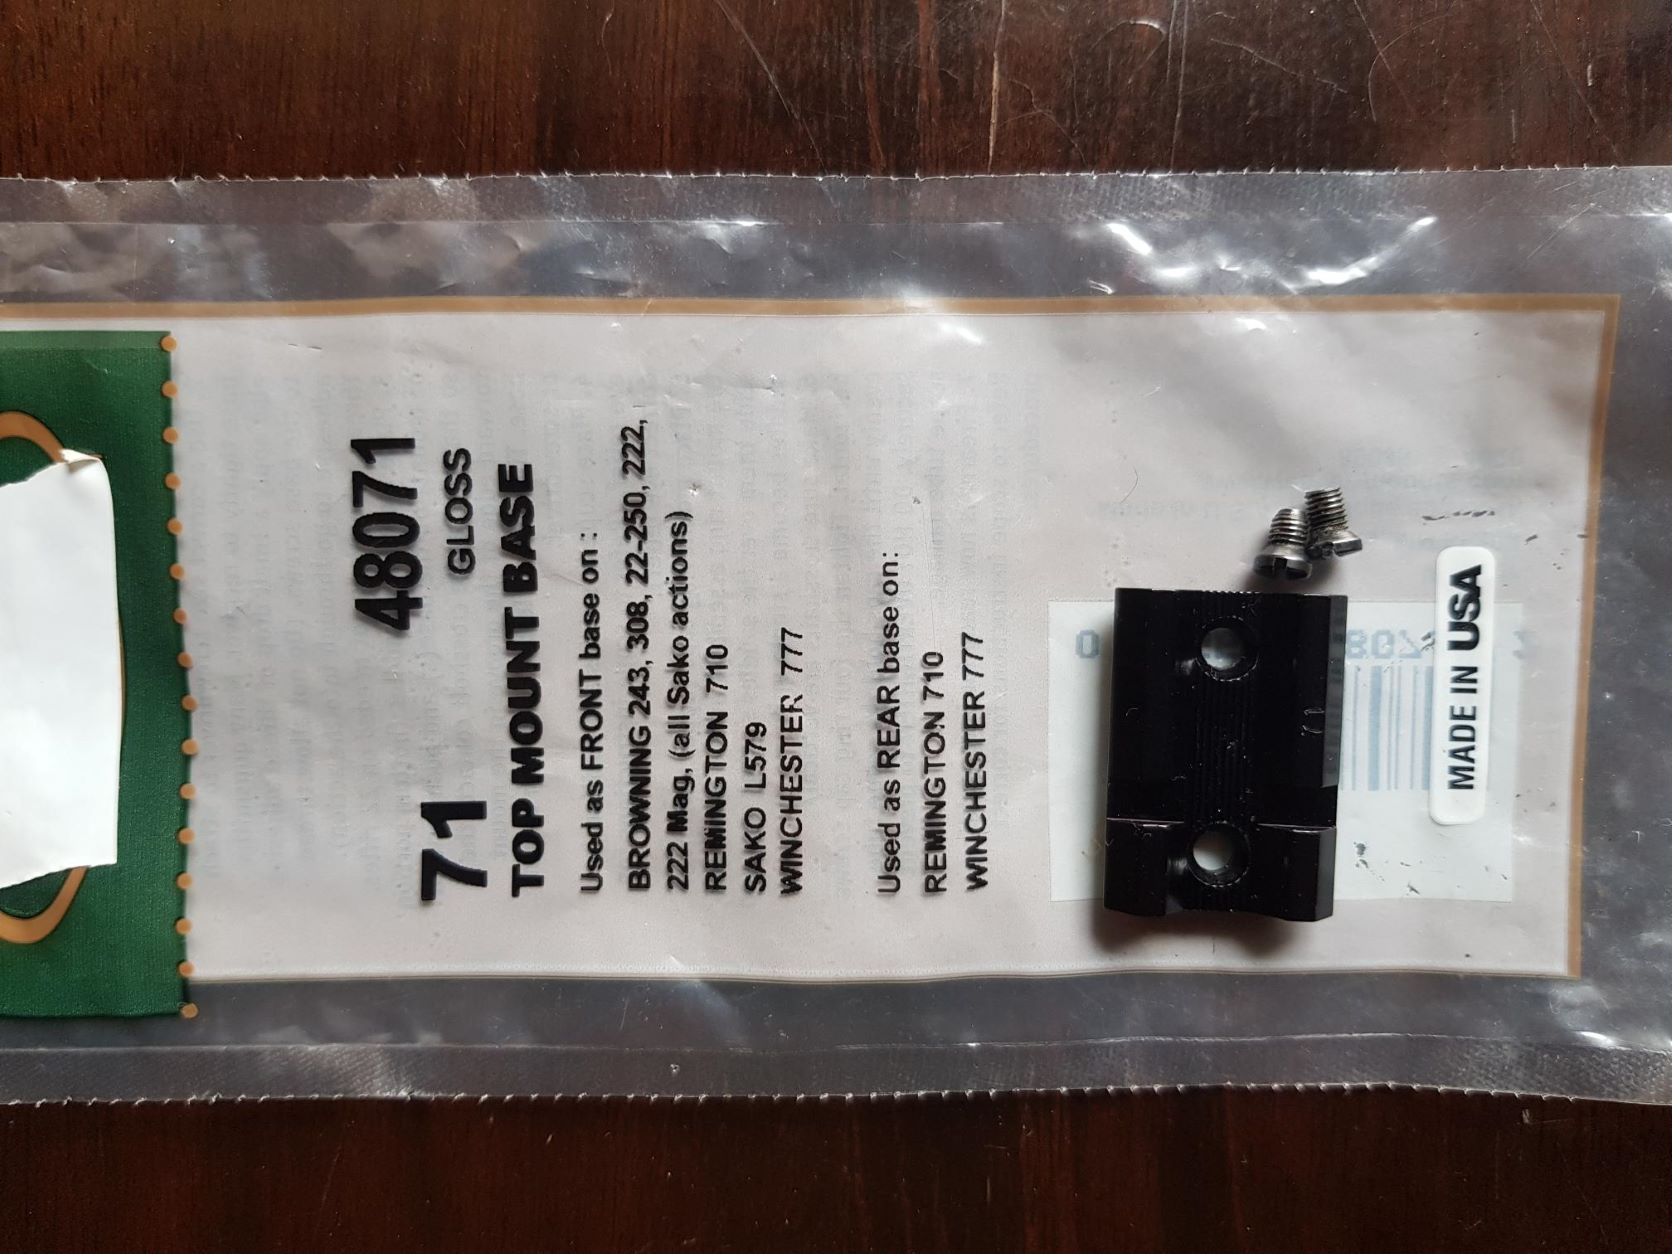 71 48071
GLOSS
TOP MOUNT BASE
Used as FRONT base on :
BROWNING 243, 308, 22-250, 222,
222 Mag, (all Sako actions)
REMINGTON 710
SAKO L579
WINCHESTER 777
Used as REAR base on:
REMINGTON 710
WINCHESTER 777
71
MADE IN USA